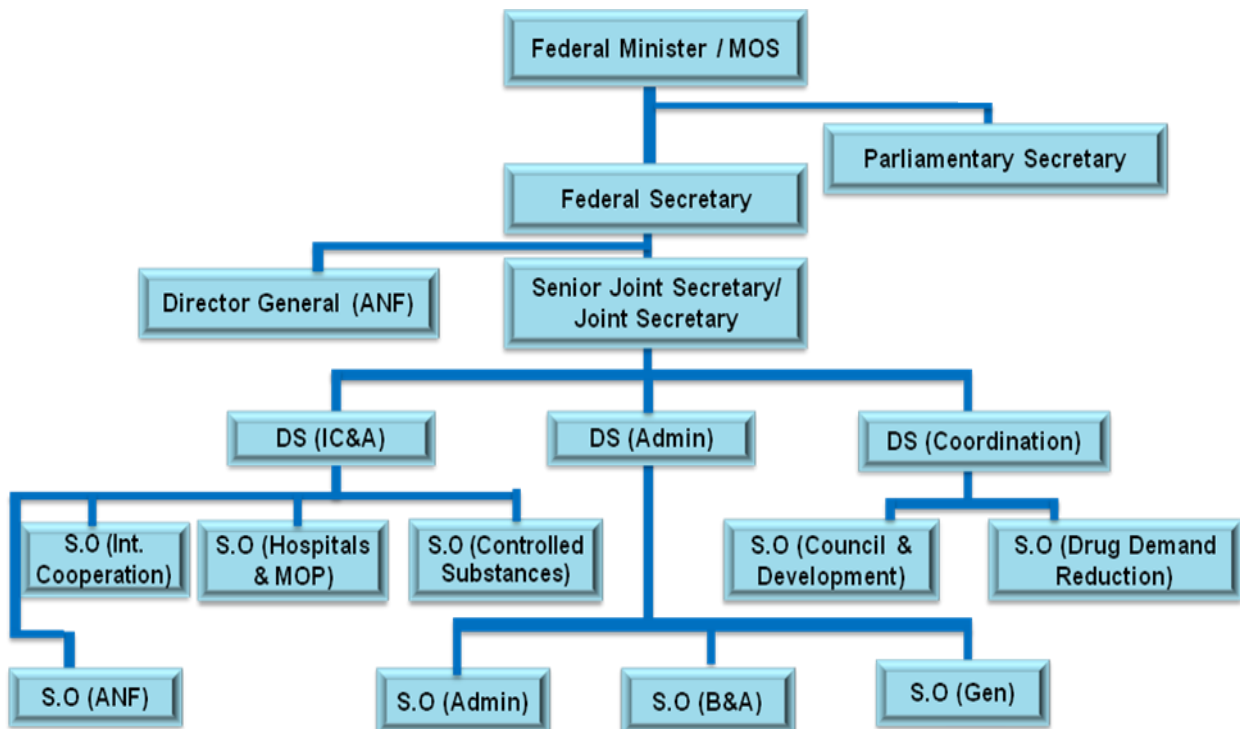 Federal Minister / MOS
Parliamentary Secretary
Federal Secretary
Director General (ANF)
Senior Joint Secretary/
Joint Secretary
DS (IC&A)
DS (Admin)
DS (Coordination)
S.O (Int.
Cooperation)
S.O (Hospitals
& MOP)
S.O (Controlled
Substances)
S.O (Council &
Development)
S.O (Drug Demand
Reduction)
S.O (ANF)
S.O (Admin)
S.O (B&A)
S.O (Gen)